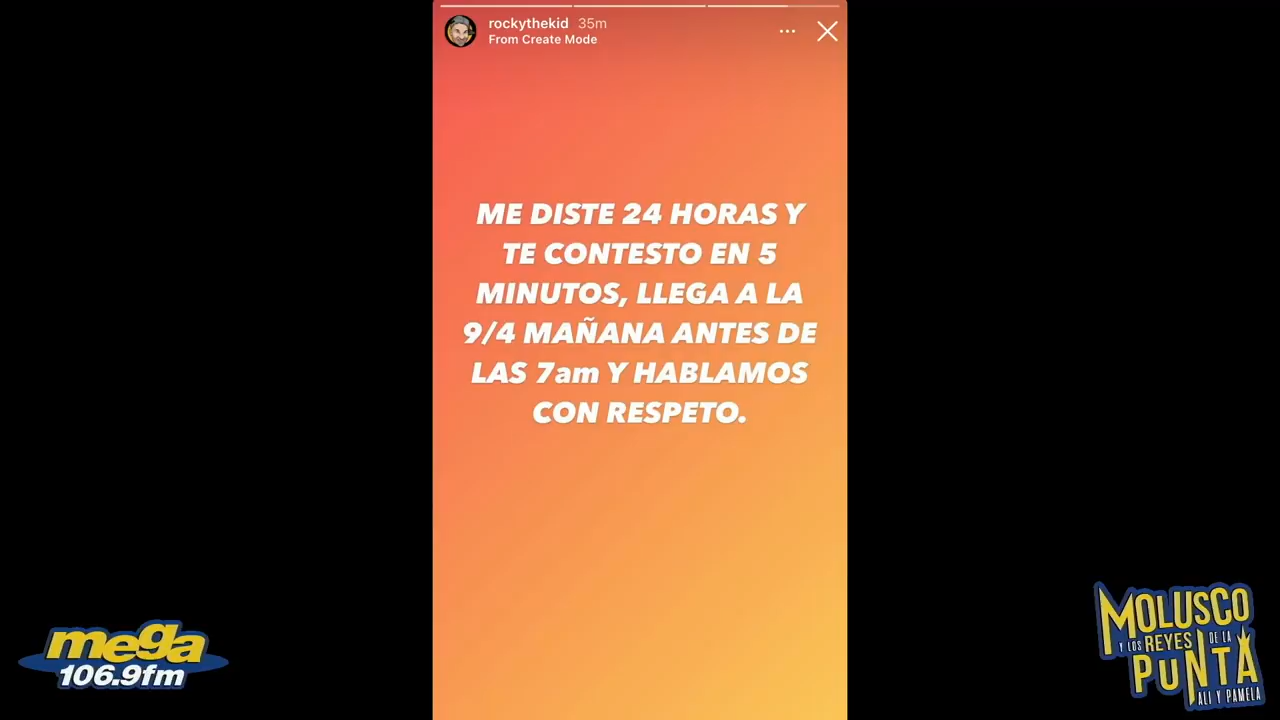 rockythekid 35m
From Create Mode
ME DISTE 24 HORAS Y
TE CONTESTO EN 5
MINUTOS, LLEGA A LA
9/4 MAÑANA ANTES DE
LAS 7am Y HABLAMOS
CON RESPETO.
mega
106.9fm
MOLUSCO
Y LOS REYES DE LA
PUNTA
ALI Y PAMELA